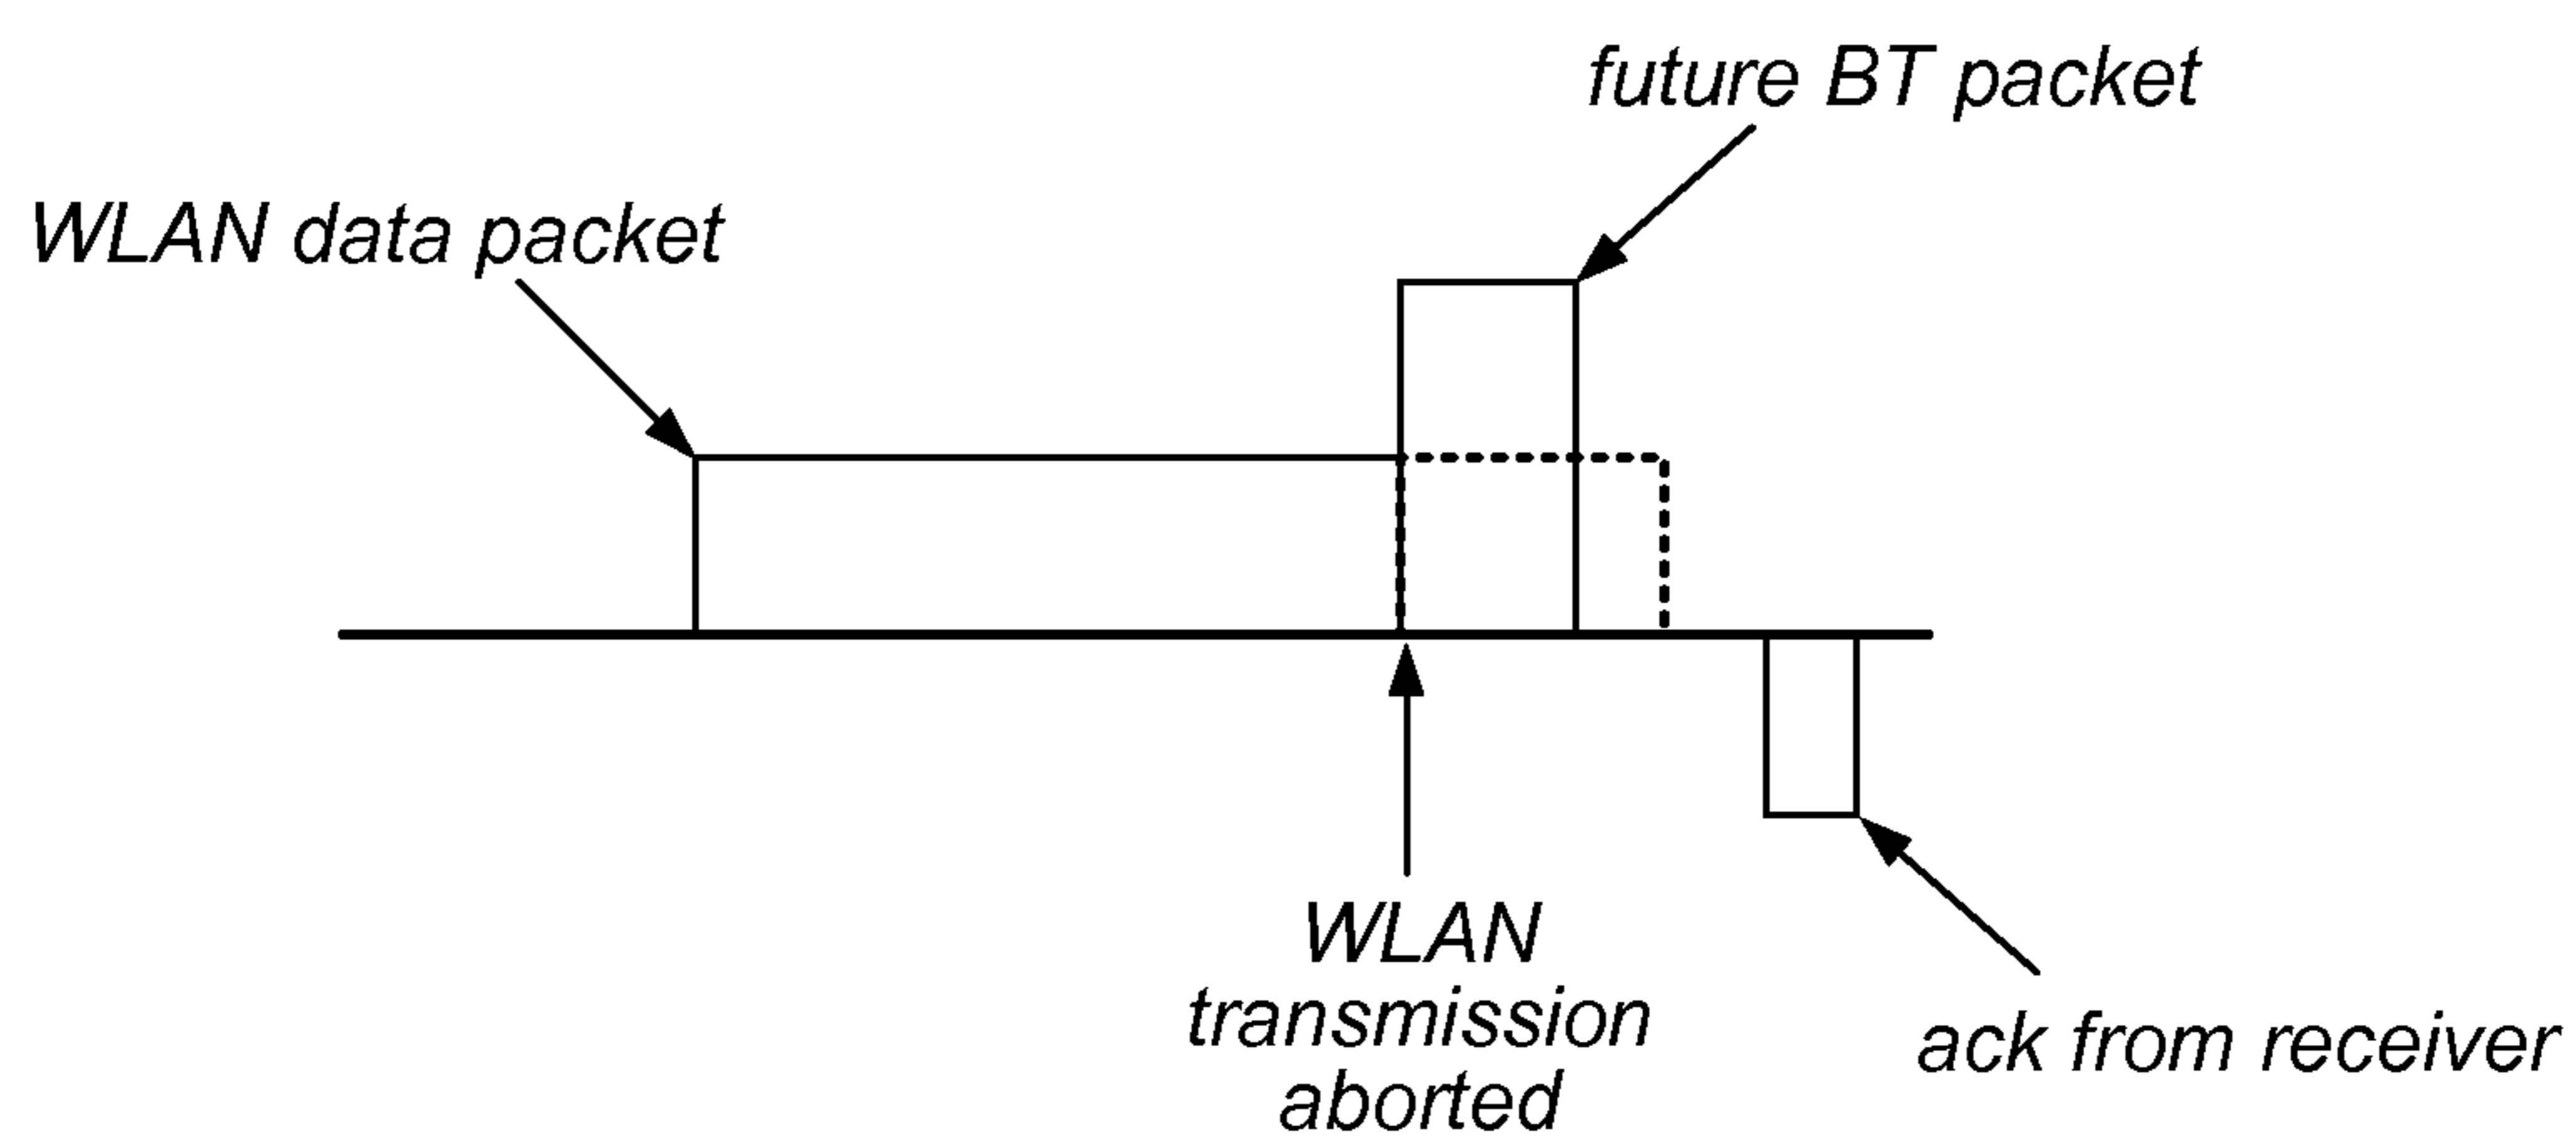 future BT packet
WLAN data packet
WLAN
transmission
aborted
ack from receiver